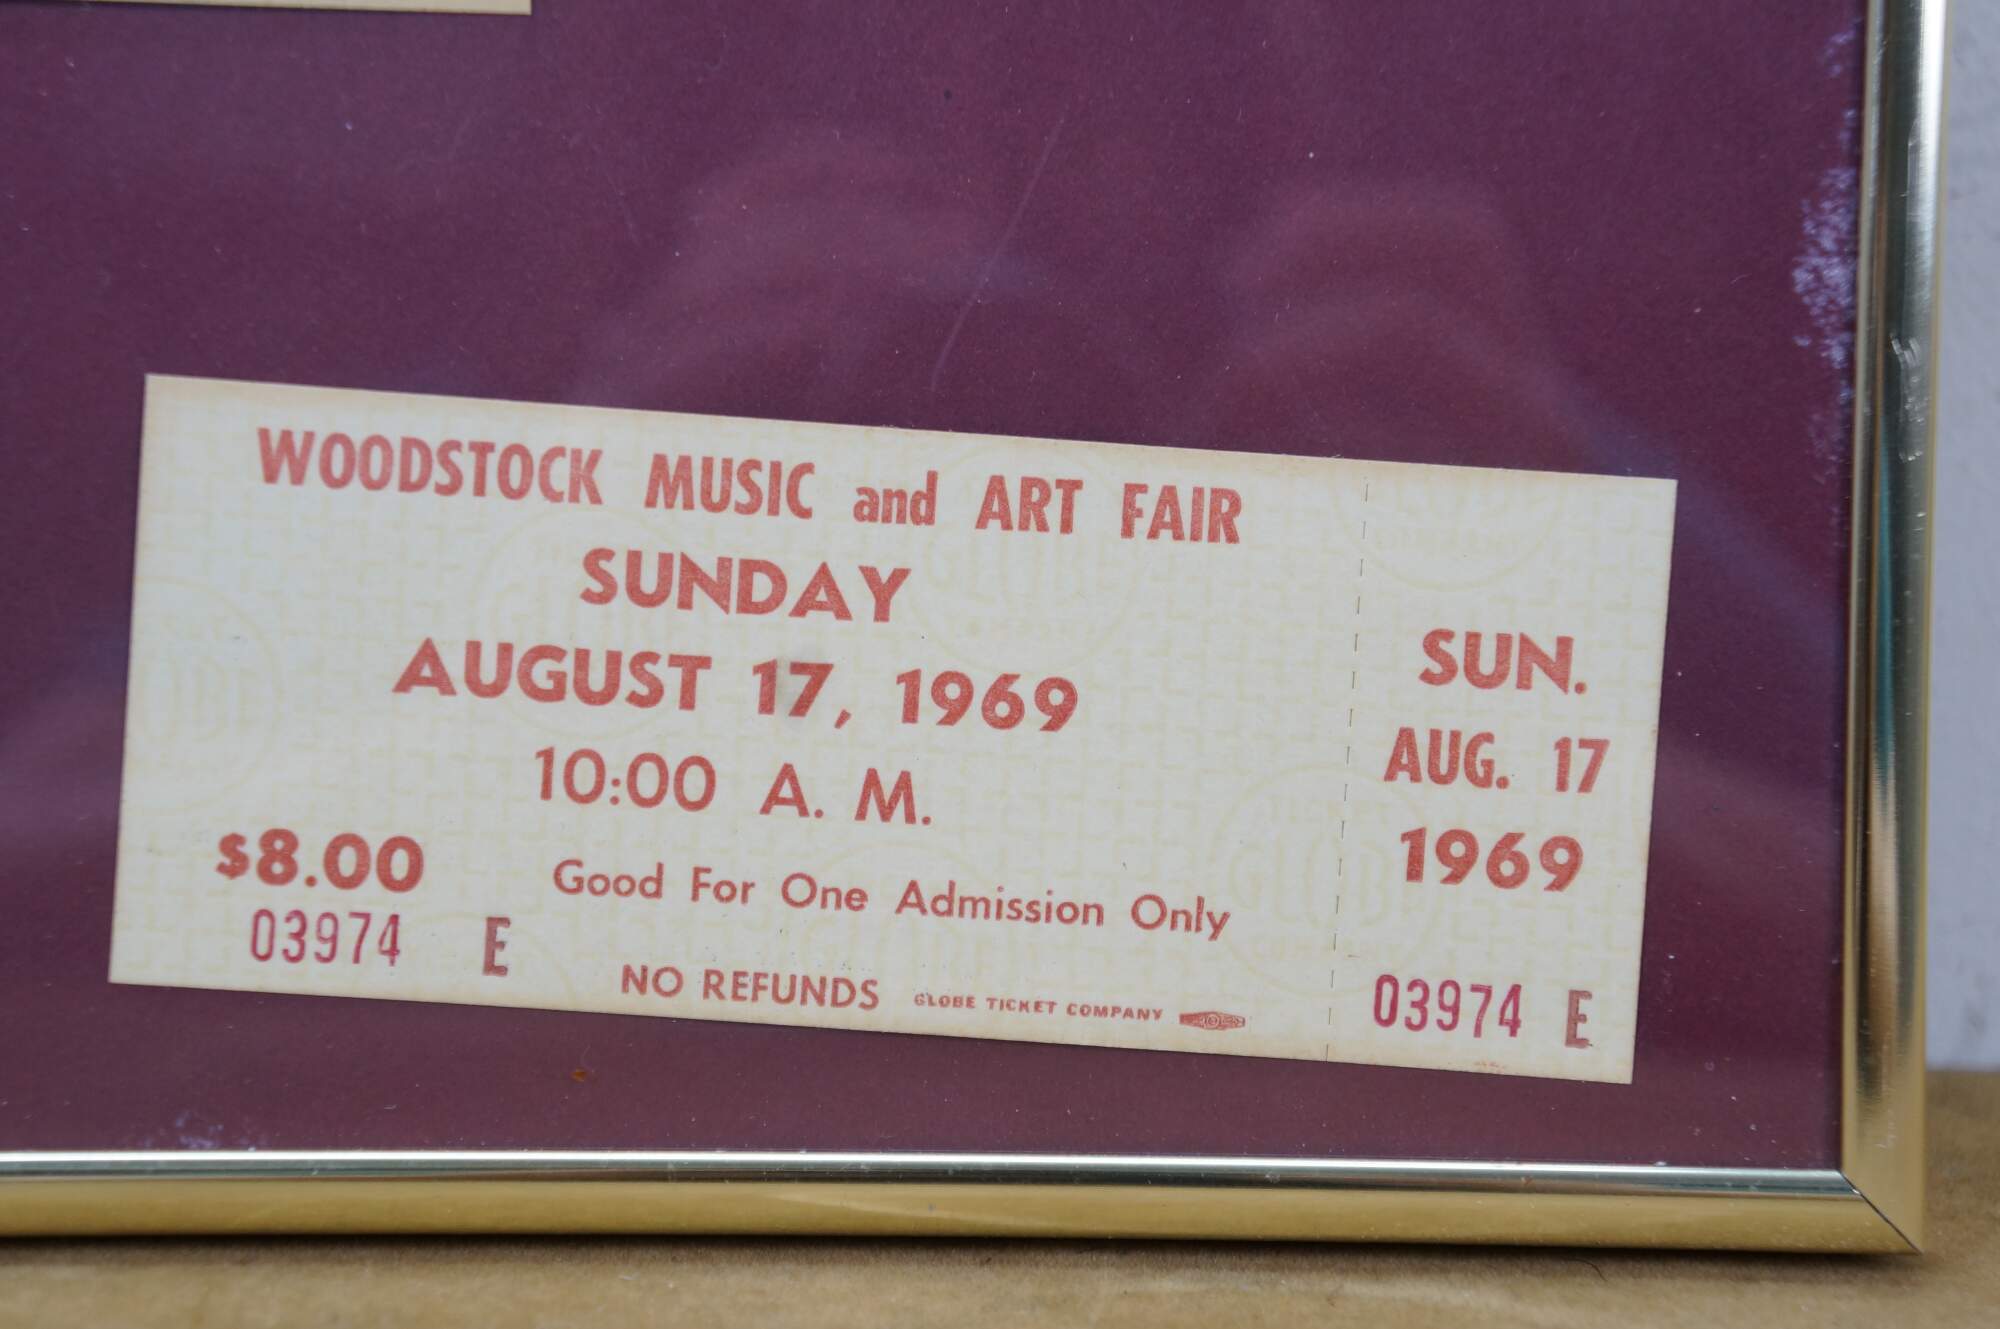 WOODSTOCK MUSIC and ART FAIR
SUNDAY
AUGUST 17, 1969
10:00 A. M.
$8.00
Good For One Admission Only
03974 E
NO REFUNDS
GLOBE TICKET COMPANY
SUN.
AUG. 17
1969
03974 E